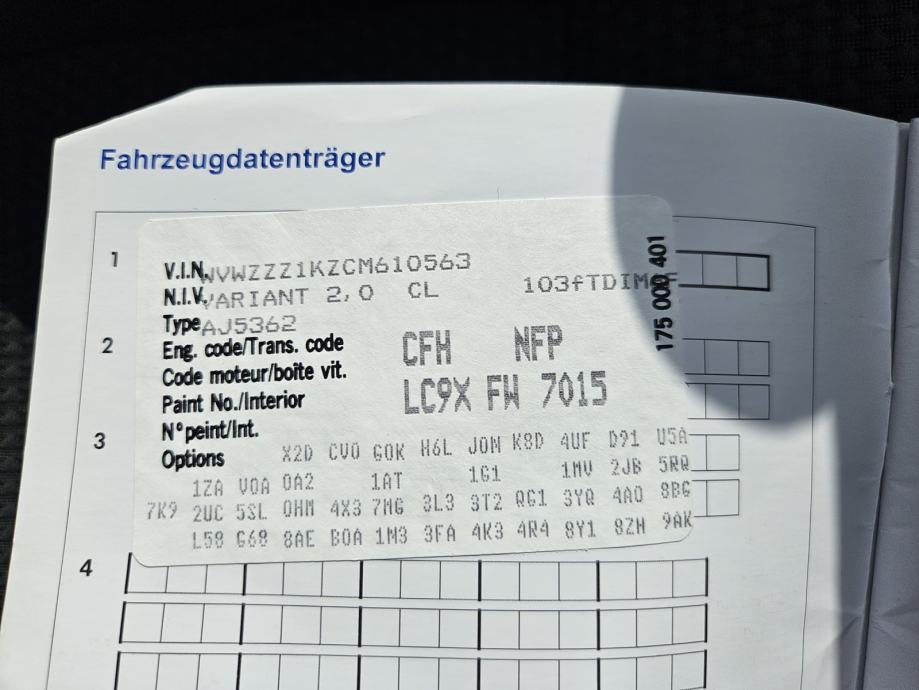 Fahrzeugdatenträger
1
V.I.N. WVWZZZ1KZCM610563
N.I.V. VARIANT 2,0 CL 103fTDIM
175 000 401
Type AJ5362
2
Eng. code/Trans. code CFH NFP
Code moteur/boîte vit.
Paint No./Interior LC9X FW 7015
N° peint/Int.
3
Options X2D CV0 G0K H6L J0N K8D 4UF D91 U5A
1ZA V0A 0A2 1AT 1G1 1MV 2JB 5RQ
7K9 2UC 5SL 0HM 4X3 7MG 3L3 3T2 QG1 3YQ 4A0 8BG
L58 G68 8AE B0A 1M3 3FA 4K3 4R4 8Y1 8ZH 9AK
4